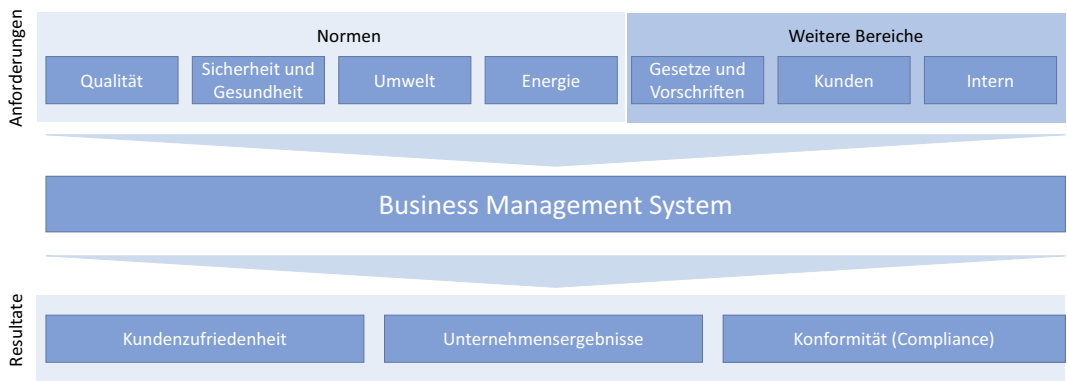 Anforderungen
Normen
Weitere Bereiche
Qualität
Sicherheit und
Gesundheit
Umwelt
Energie
Gesetze und
Vorschriften
Kunden
Intern
Business Management System
Resultate
Kundenzufriedenheit
Unternehmensergebnisse
Konformität (Compliance)